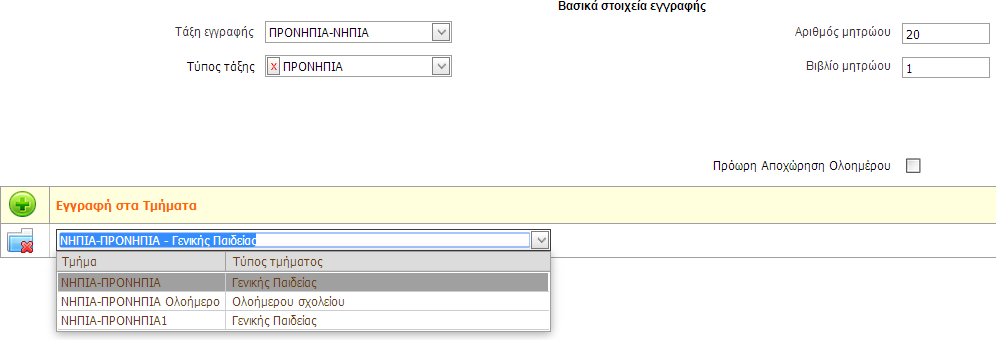 Βασικά στοιχεία εγγραφής
Τάξη εγγραφής ΠΡΟΝΗΠΙΑ-ΝΗΠΙΑ Αριθμός μητρώου 20
Τύπος τάξης x ΠΡΟΝΗΠΙΑ Βιβλίο μητρώου 1
Πρόωρη Αποχώρηση Ολοημέρου
Εγγραφή στα Τμήματα
ΝΗΠΙΑ-ΠΡΟΝΗΠΙΑ - Γενικής Παιδείας
Τμήμα Τύπος τμήματος
ΝΗΠΙΑ-ΠΡΟΝΗΠΙΑ Γενικής Παιδείας
ΝΗΠΙΑ-ΠΡΟΝΗΠΙΑ Ολοήμερο Ολοήμερου σχολείου
ΝΗΠΙΑ-ΠΡΟΝΗΠΙΑ1 Γενικής Παιδείας